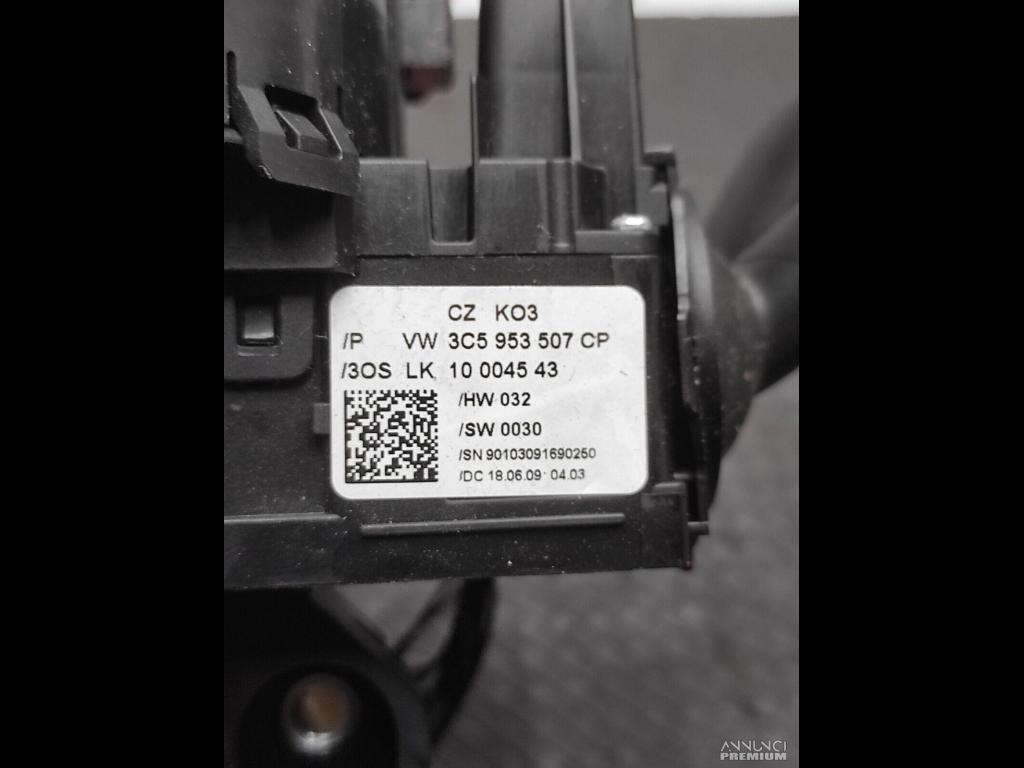 CZ KO3
/P VW 3C5 953 507 CP
/3OS LK 10 0045 43
/HW 032
/SW 0030
/SN 90103091690250
/DC 18.06.09 04.03
ANNUNCI
PREMIUM